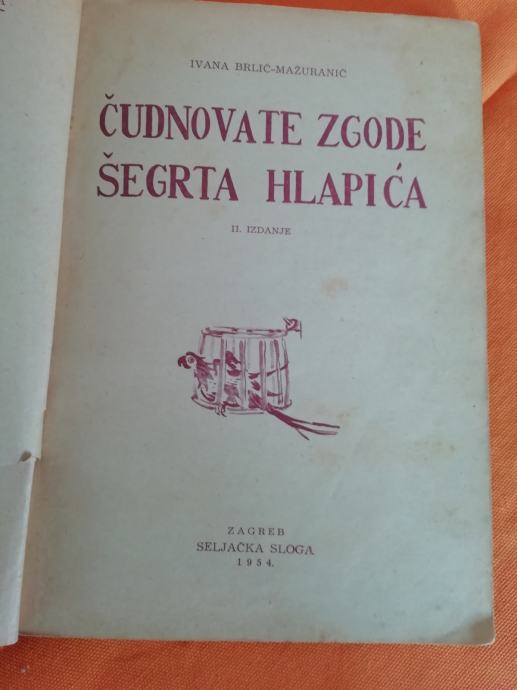 IVANA BRLIĆ-MAŽURANIĆ
ČUDNOVATE ZGODE
ŠEGRTA HLAPIĆA
II. IZDANJE
ZAGREB
SELJAČKA SLOGA
1954.